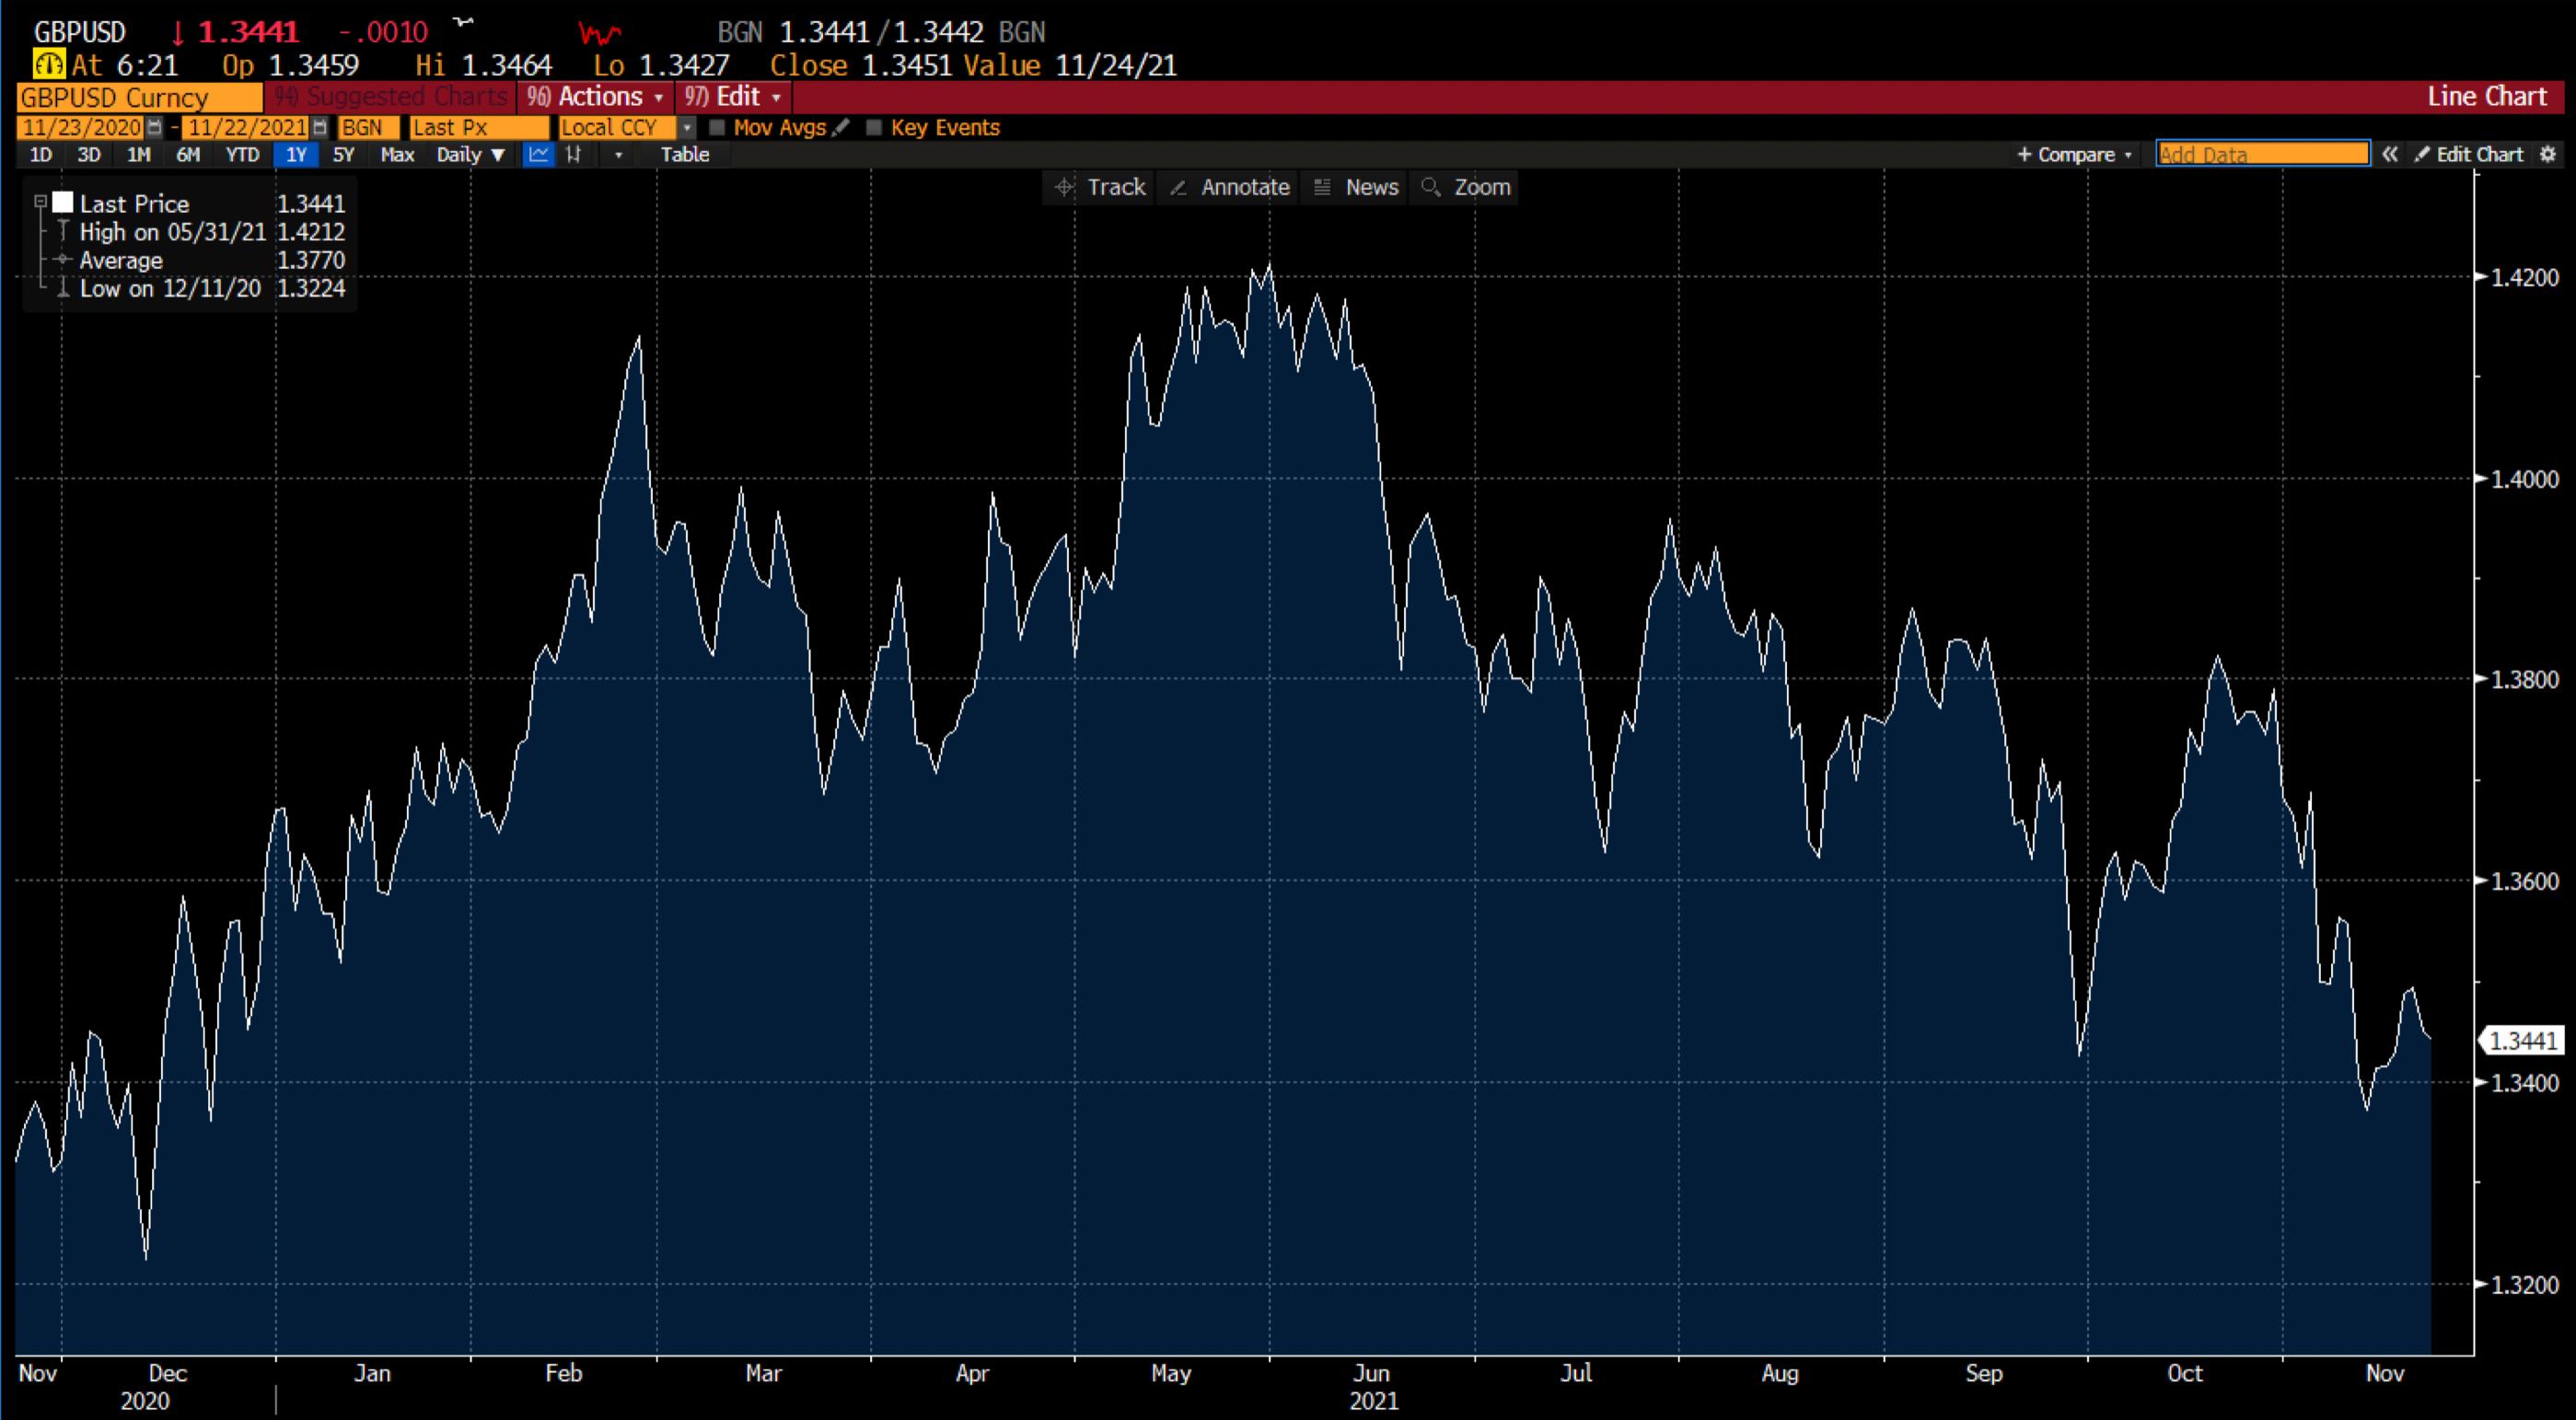 GBPUSD ↓ 1.3441 -.0010 BGN 1.3441/1.3442 BGN
At 6:21 Op 1.3459 Hi 1.3464 Lo 1.3427 Close 1.3451 Value 11/24/21
GBPUSD Curncy 94) Suggested Charts 96) Actions 97) Edit Line Chart
11/23/2020 - 11/22/2021 BGN Last Px Local CCY Mov Avgs Key Events
1D 3D 1M 6M YTD 1Y 5Y Max Daily ▼ Table + Compare Add Data « Edit Chart
Track Annotate News Zoom
Last Price 1.3441
High on 05/31/21 1.4212
Average 1.3770
Low on 12/11/20 1.3224
1.4200
1.4000
1.3800
1.3600
1.3441
1.3400
1.3200
Nov Dec Jan Feb Mar Apr May Jun Jul Aug Sep Oct Nov
2020 2021